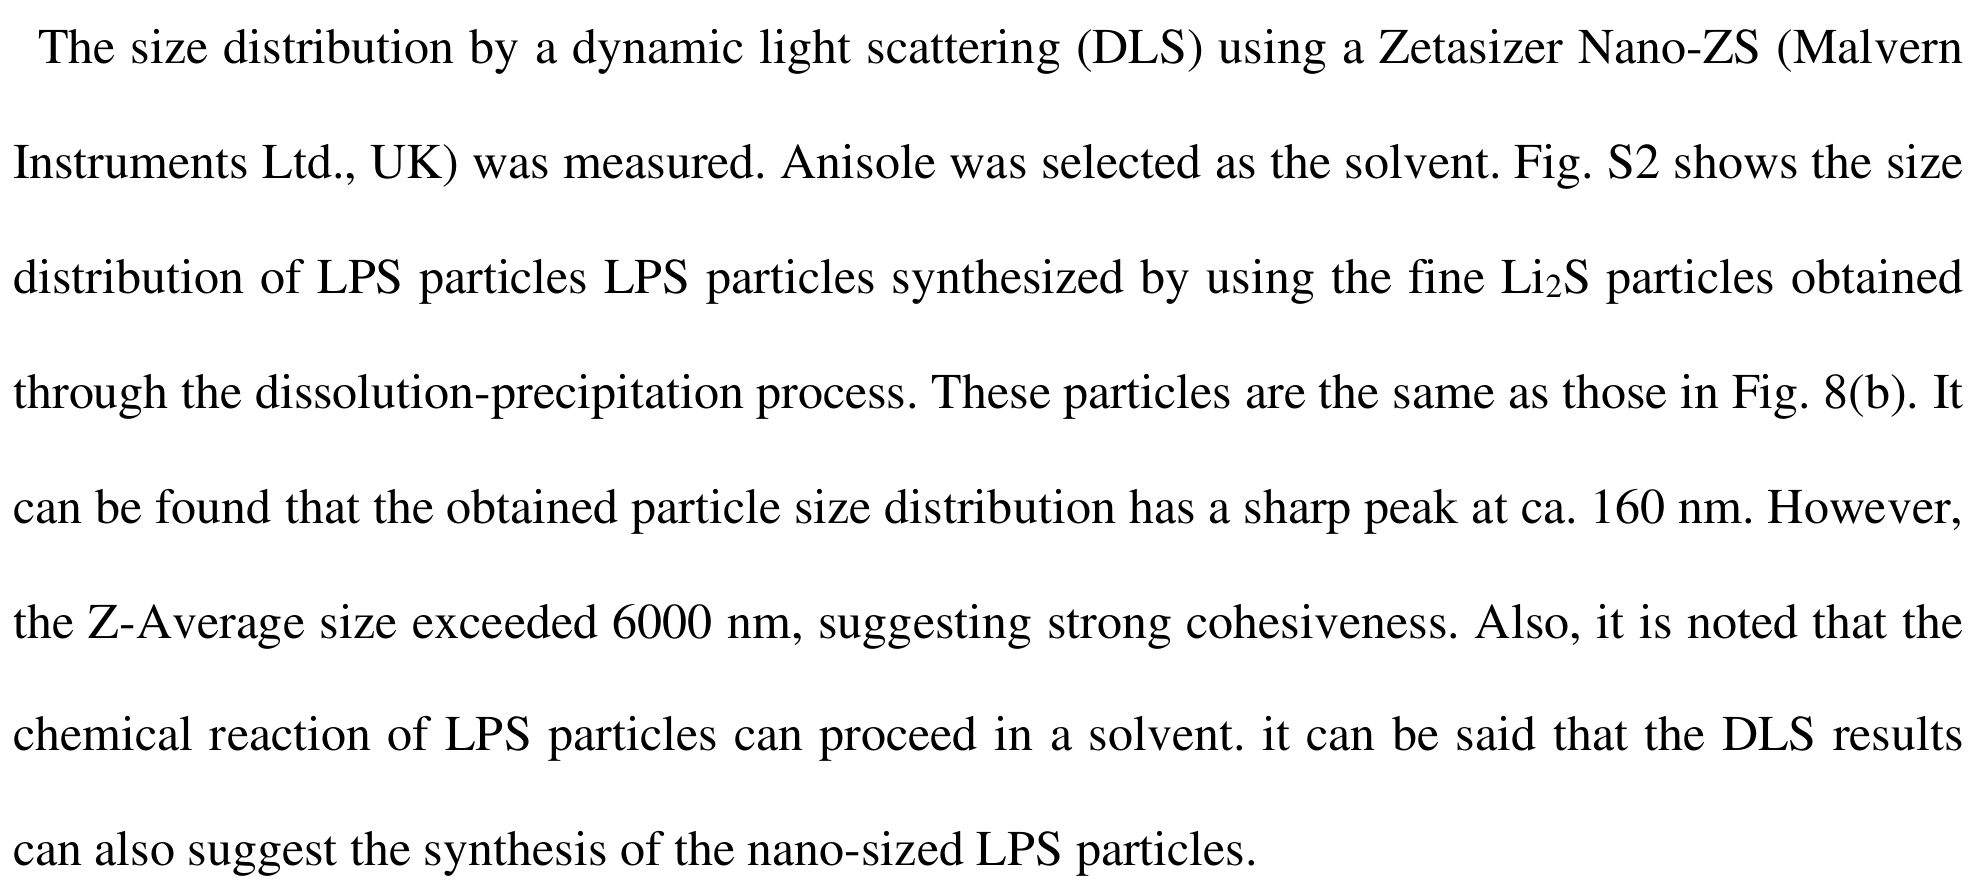 The size distribution by a dynamic light scattering (DLS) using a Zetasizer Nano-ZS (Malvern
Instruments Ltd., UK) was measured. Anisole was selected as the solvent. Fig. S2 shows the size
distribution of LPS particles LPS particles synthesized by using the fine Li₂S particles obtained
through the dissolution-precipitation process. These particles are the same as those in Fig. 8(b). It
can be found that the obtained particle size distribution has a sharp peak at ca. 160 nm. However,
the Z-Average size exceeded 6000 nm, suggesting strong cohesiveness. Also, it is noted that the
chemical reaction of LPS particles can proceed in a solvent. it can be said that the DLS results
can also suggest the synthesis of the nano-sized LPS particles.